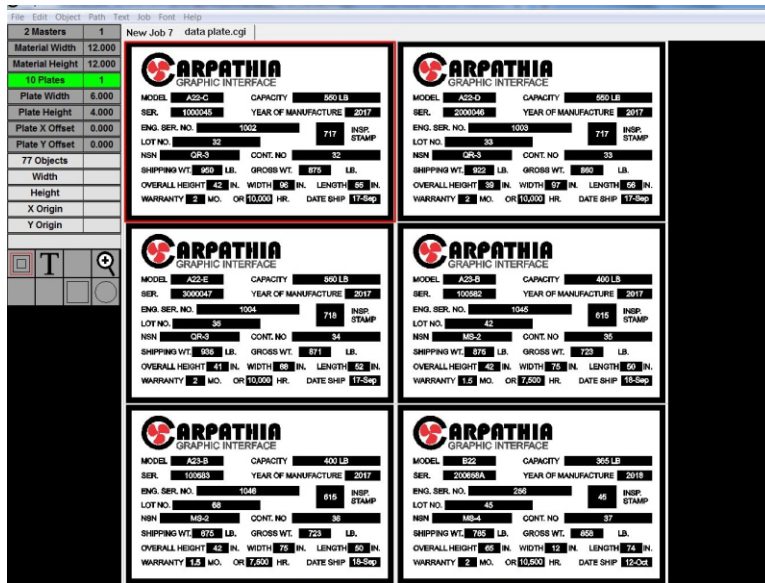 File Edit Object Path Text Job Font Help
2 Masters 1
Material Width 12.000
Material Height 12.000
10 Plates 1
Plate Width 6.000
Plate Height 4.000
Plate X Offset 0.000
Plate Y Offset 0.000
77 Objects
Width
Height
X Origin
Y Origin
T
New Job 7 data plate.cgi
CARPATHIA
GRAPHIC INTERFACE
MODEL A22-C CAPACITY 550 LB
SER. 1000045 YEAR OF MANUFACTURE 2017
ENG. SER. NO. 1002 717 INSP. STAMP
LOT NO. 32
NSN QR-3 CONT. NO 32
SHIPPING WT. 950 LB. GROSS WT. 875 LB.
OVERALL HEIGHT 42 IN. WIDTH 96 IN. LENGTH 55 IN.
WARRANTY 2 MO. OR 10,000 HR. DATE SHIP 17-Sep
CARPATHIA
GRAPHIC INTERFACE
MODEL A22-D CAPACITY 550 LB
SER. 2000046 YEAR OF MANUFACTURE 2017
ENG. SER. NO. 1003 717 INSP. STAMP
LOT NO. 33
NSN QR-3 CONT. NO 33
SHIPPING WT. 922 LB. GROSS WT. 860 LB.
OVERALL HEIGHT 39 IN. WIDTH 97 IN. LENGTH 56 IN.
WARRANTY 2 MO. OR 10,000 HR. DATE SHIP 17-Sep
CARPATHIA
GRAPHIC INTERFACE
MODEL A22-E CAPACITY 550 LB
SER. 3000047 YEAR OF MANUFACTURE 2017
ENG. SER. NO. 1004 718 INSP. STAMP
LOT NO. 35
NSN QR-3 CONT. NO 34
SHIPPING WT. 935 LB. GROSS WT. 871 LB.
OVERALL HEIGHT 41 IN. WIDTH 88 IN. LENGTH 52 IN.
WARRANTY 2 MO. OR 10,000 HR. DATE SHIP 17-Sep
CARPATHIA
GRAPHIC INTERFACE
MODEL A23-B CAPACITY 400 LB
SER. 100582 YEAR OF MANUFACTURE 2017
ENG. SER. NO. 1045 615 INSP. STAMP
LOT NO. 42
NSN MS-2 CONT. NO 35
SHIPPING WT. 875 LB. GROSS WT. 723 LB.
OVERALL HEIGHT 42 IN. WIDTH 75 IN. LENGTH 50 IN.
WARRANTY 1.5 MO. OR 7,500 HR. DATE SHIP 18-Sep
CARPATHIA
GRAPHIC INTERFACE
MODEL A23-B CAPACITY 400 LB
SER. 100583 YEAR OF MANUFACTURE 2017
ENG. SER. NO. 1046 615 INSP. STAMP
LOT NO. 68
NSN MS-2 CONT. NO 36
SHIPPING WT. 875 LB. GROSS WT. 723 LB.
OVERALL HEIGHT 42 IN. WIDTH 75 IN. LENGTH 50 IN.
WARRANTY 1.5 MO. OR 7,500 HR. DATE SHIP 18-Sep
CARPATHIA
GRAPHIC INTERFACE
MODEL B22 CAPACITY 365 LB
SER. 200658A YEAR OF MANUFACTURE 2018
ENG. SER. NO. 256 45 INSP. STAMP
LOT NO. 45
NSN MS-4 CONT. NO 37
SHIPPING WT. 785 LB. GROSS WT. 658 LB.
OVERALL HEIGHT 65 IN. WIDTH 12 IN. LENGTH 74 IN.
WARRANTY 2 MO. OR 10,500 HR. DATE SHIP 12-Oct